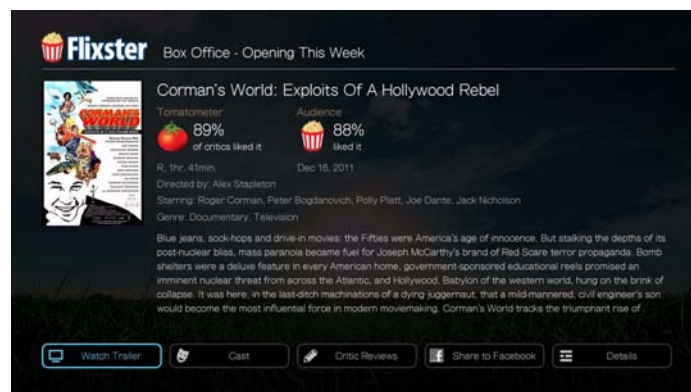 Flixster Box Office - Opening This Week
Corman's World: Exploits Of A Hollywood Rebel
Tomatometer Audience
89% 88%
of critics liked it liked it
R, 1hr. 41min. Dec 16, 2011
Directed by: Alex Stapleton
Starring: Roger Corman, Peter Bogdanovich, Polly Platt, Joe Dante, Jack Nicholson
Genre: Documentary, Television
Blue jeans, sock-hops and drive-in movies: the Fifties were America's age of innocence. But stalking the depths of its
post-nuclear bliss, mass paranoia became fuel for Joseph McCarthy's brand of Red Scare terror propaganda. Bomb
shelters were a deluxe feature in every American home, government-sponsored educational reels promised an
imminent nuclear threat from across the Atlantic, and Hollywood, Babylon of the western world, hung on the brink of
collapse. It was here, in the last-ditch machinations of a dying juggernaut, that a mild-mannered, civil engineer's son
would become the most influential force in modern moviemaking. Corman's World tracks the triumphant rise of
CORMAN'S
WORLD
Watch Trailer Cast Critic Reviews Share to Facebook Details